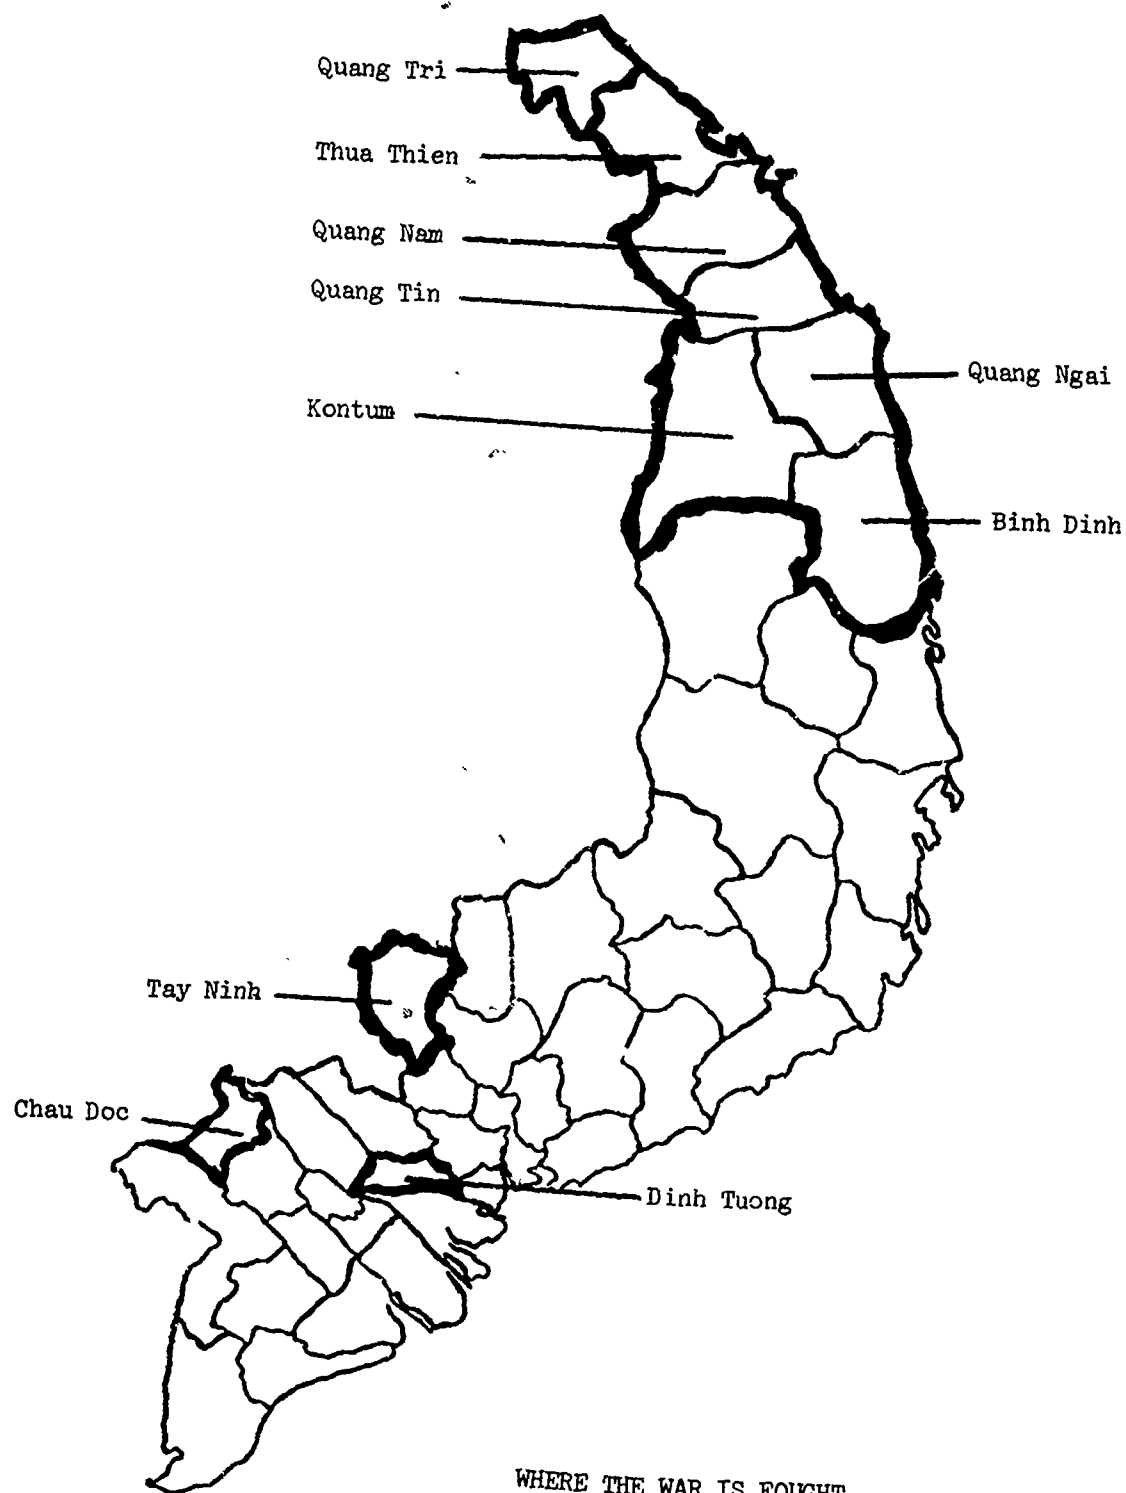 Quang Tri
Thua Thien
Quang Nam
Quang Tin
Quang Ngai
Kontum
Binh Dinh
Tay Ninh
Chau Doc
Dinh Tuong
WHERE THE WAR IS FOUGHT